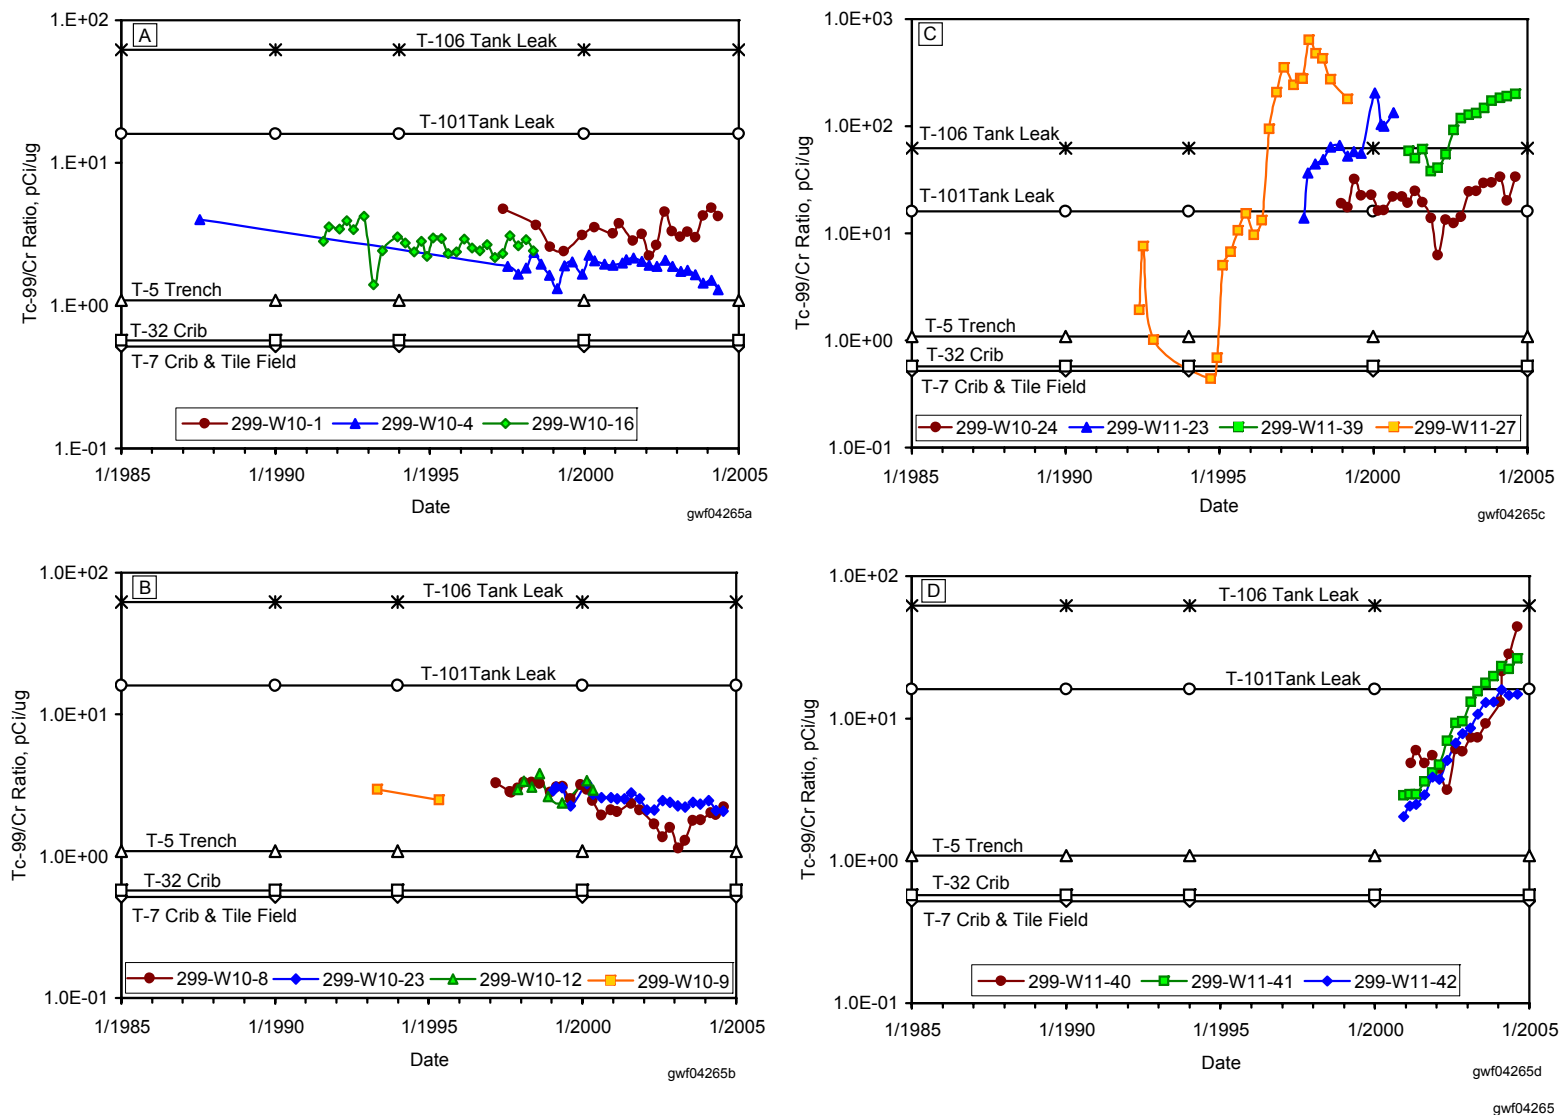 A
1.E+02
1.E+01
1.E+00
1.E-01
Tc-99/Cr Ratio, pCi/ug
T-106 Tank Leak
T-101Tank Leak
T-5 Trench
T-32 Crib
T-7 Crib & Tile Field
299-W10-1 299-W10-4 299-W10-16
1/1985 1/1990 1/1995 1/2000 1/2005
Date
gwf04265a
C
1.0E+03
1.0E+02
1.0E+01
1.0E+00
1.0E-01
Tc-99/Cr Ratio, pCi/ug
T-106 Tank Leak
T-101Tank Leak
T-5 Trench
T-32 Crib
T-7 Crib & Tile Field
299-W10-24 299-W11-23 299-W11-39 299-W11-27
1/1985 1/1990 1/1995 1/2000 1/2005
Date
gwf04265c
B
1.0E+02
1.0E+01
1.0E+00
1.0E-01
Tc-99/Cr Ratio, pCi/ug
T-106 Tank Leak
T-101Tank Leak
T-5 Trench
T-32 Crib
T-7 Crib & Tile Field
299-W10-8 299-W10-23 299-W10-12 299-W10-9
1/1985 1/1990 1/1995 1/2000 1/2005
Date
gwf04265b
D
1.0E+02
1.0E+01
1.0E+00
1.0E-01
Tc-99/Cr Ratio, pCi/ug
T-106 Tank Leak
T-101Tank Leak
T-5 Trench
T-32 Crib
T-7 Crib & Tile Field
299-W11-40 299-W11-41 299-W11-42
1/1985 1/1990 1/1995 1/2000 1/2005
Date
gwf04265d
gwf04265